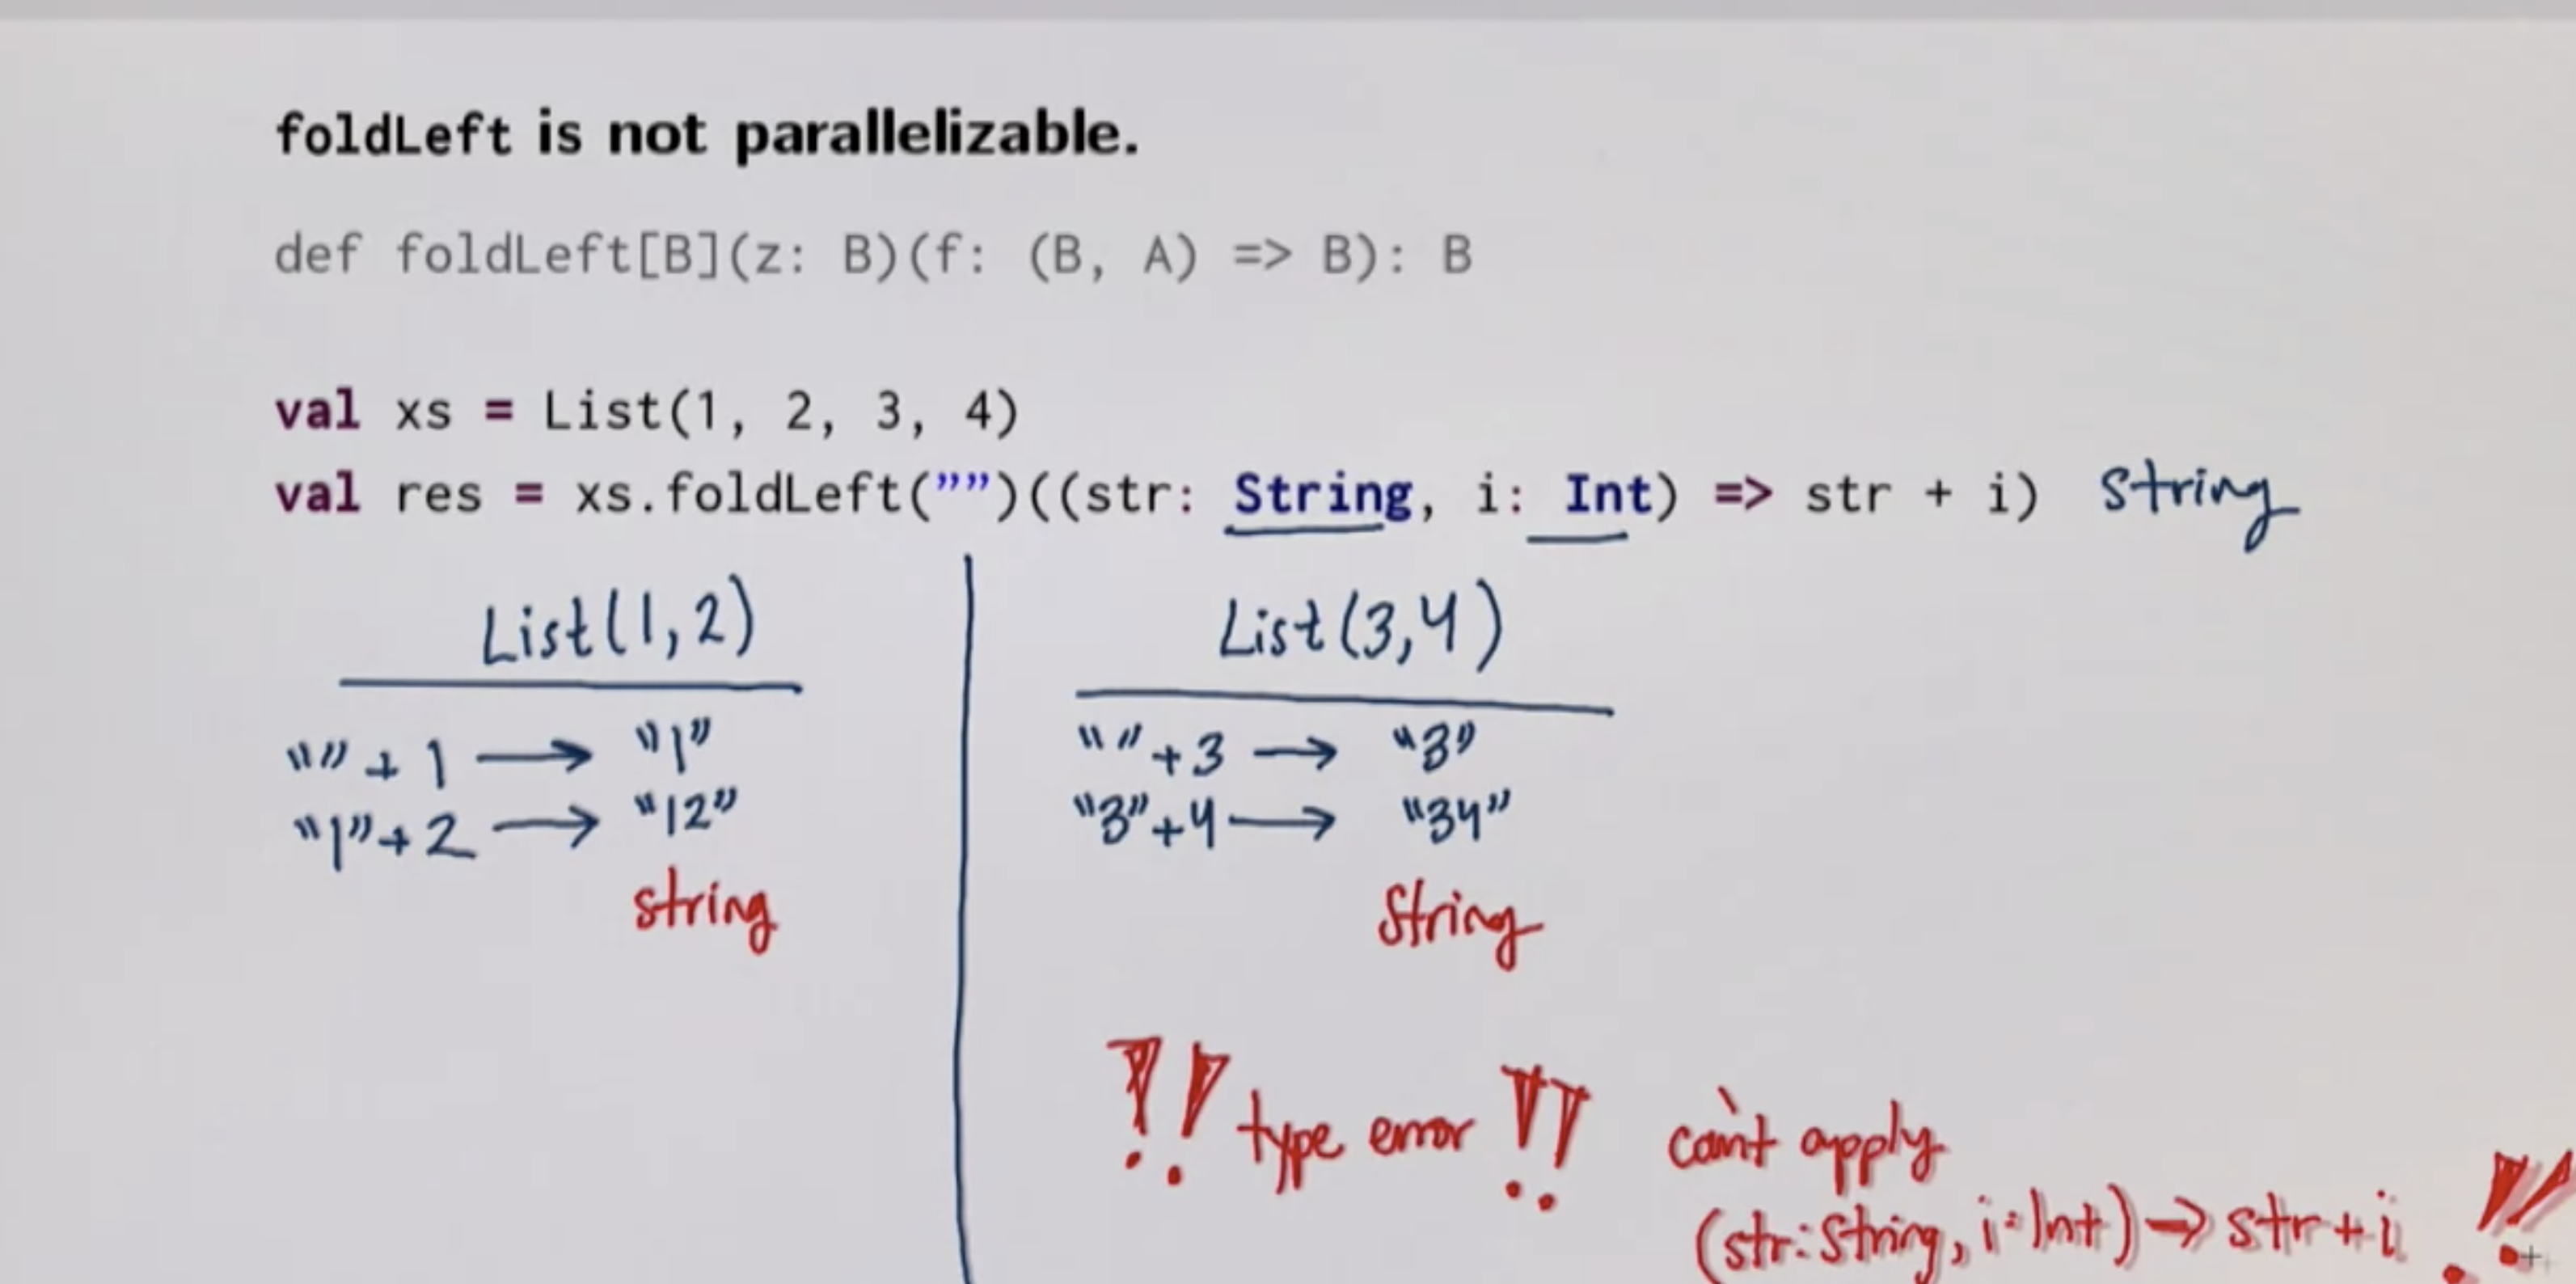 foldLeft is not parallelizable.
def foldLeft[B](z: B)(f: (B, A) => B): B
val xs = List(1, 2, 3, 4)
val res = xs.foldLeft("")((str: String, i: Int) => str + i) String
List(1,2)
"" + 1 → "1"
"1" + 2 → "12"
string
List(3,4)
"" + 3 → "3"
"3" + 4 → "34"
String
!! type error !!
can't apply
(str: String, i: Int) → str + i !!